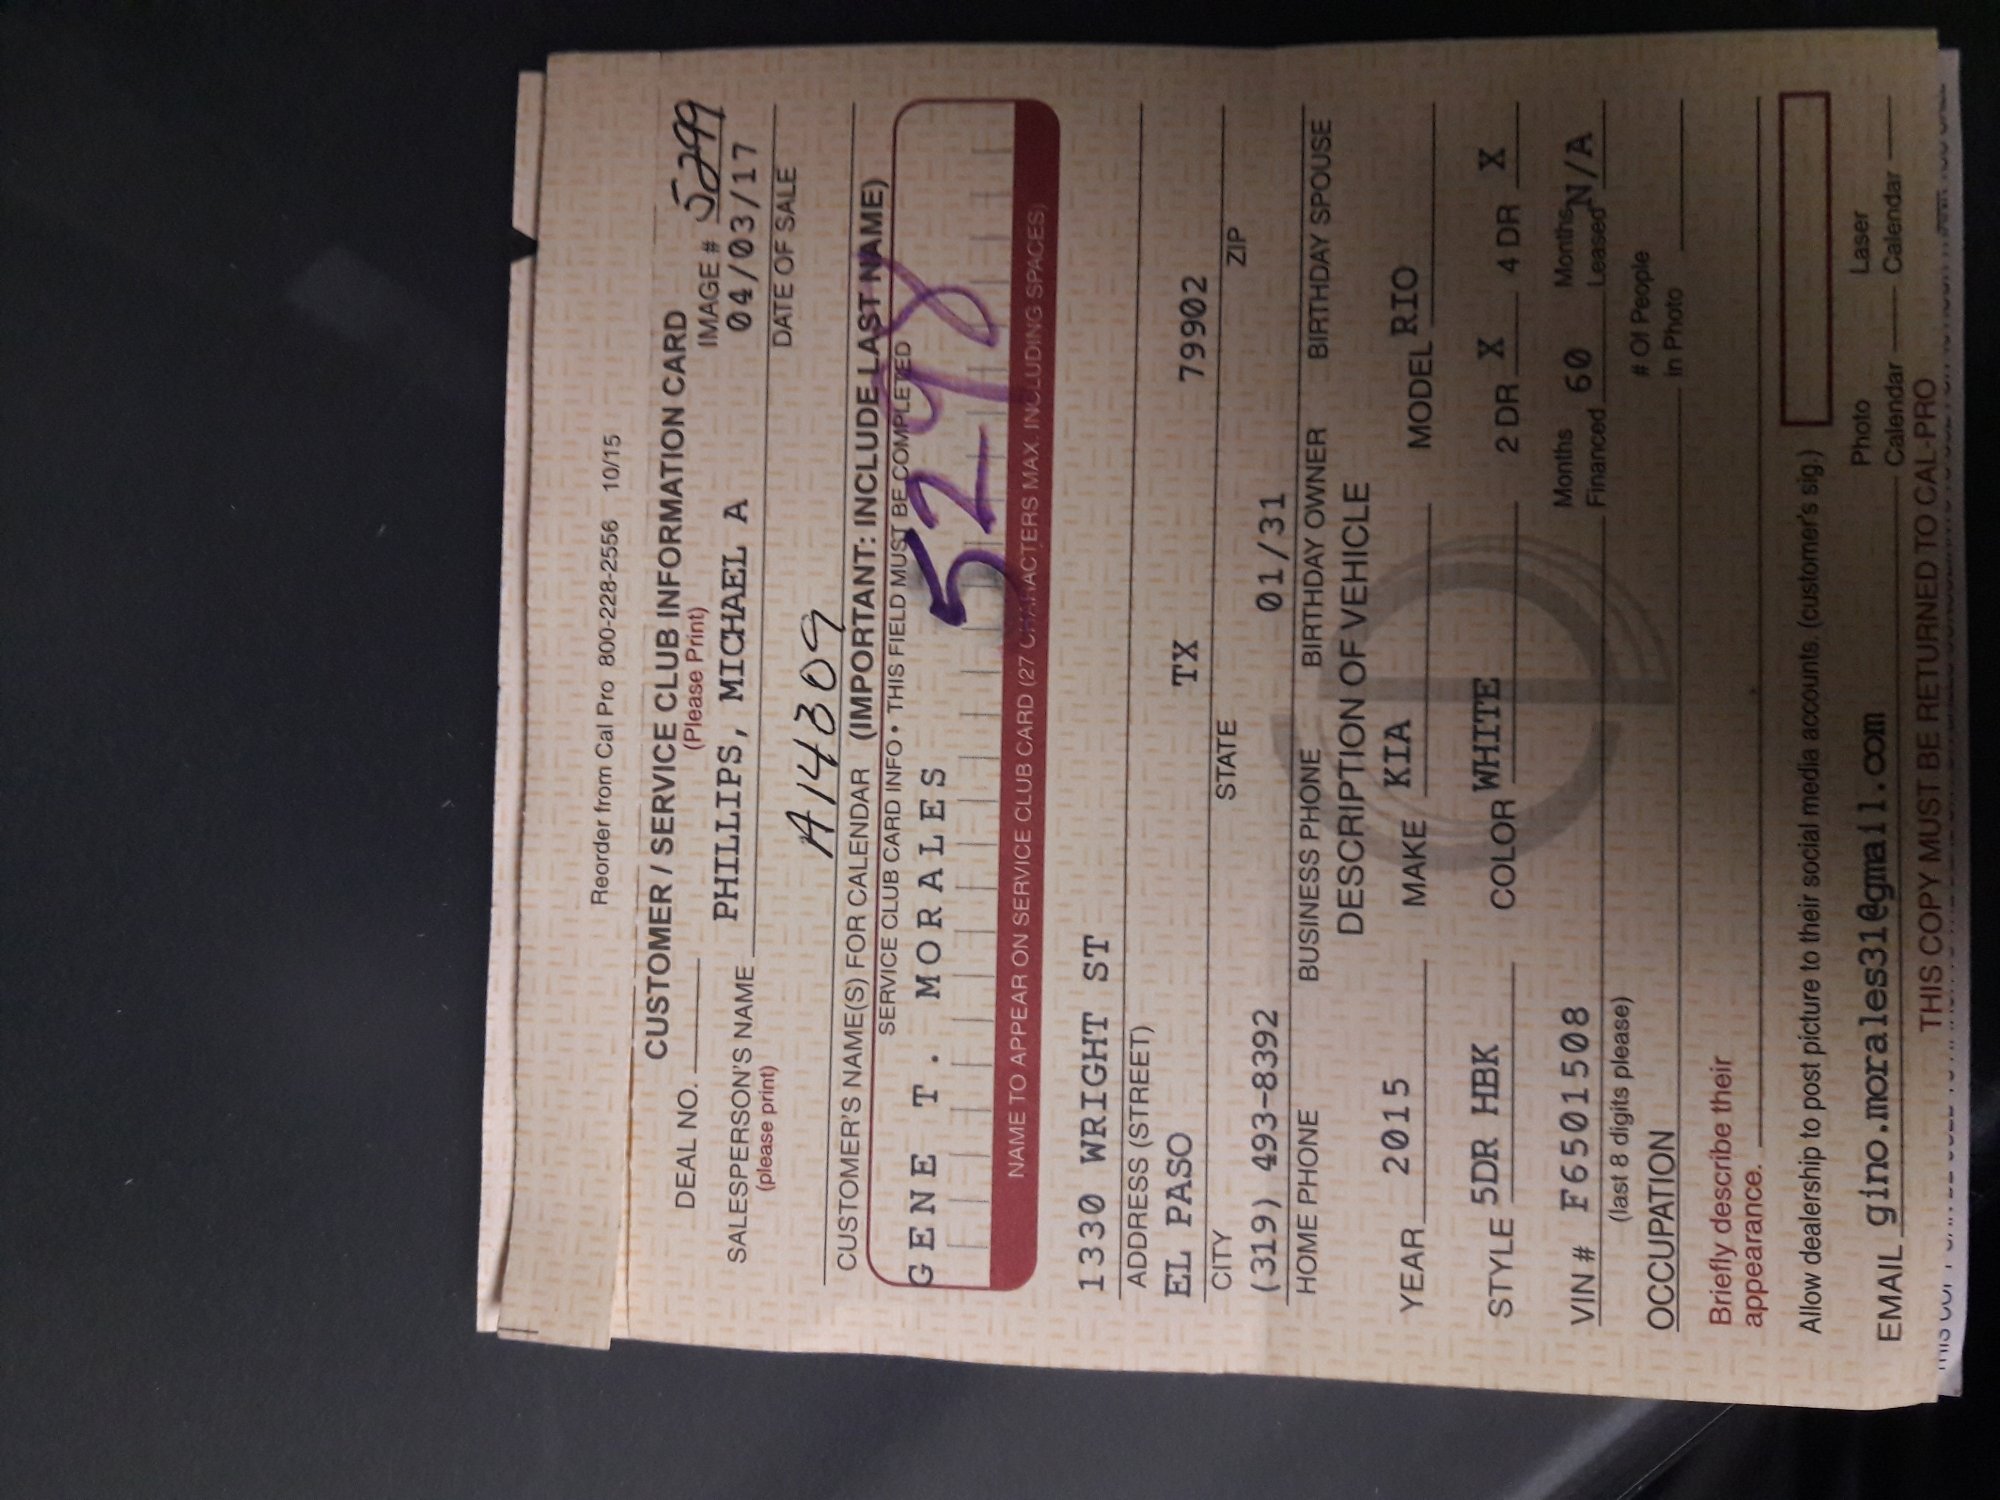 Reorder from Cal Pro 800-228-2556 10/15
CUSTOMER / SERVICE CLUB INFORMATION CARD
(Please Print)
DEAL NO. IMAGE # 5299
SALESPERSON'S NAME PHILLIPS, MICHAEL A 04/03/17
(please print) DATE OF SALE
A14309
CUSTOMER'S NAME(S) FOR CALENDAR (IMPORTANT: INCLUDE LAST NAME)
SERVICE CLUB CARD INFO • THIS FIELD MUST BE COMPLETED
GENE T. MORALES
5298
NAME TO APPEAR ON SERVICE CLUB CARD (27 CHARACTERS MAX. INCLUDING SPACES)
1330 WRIGHT ST
ADDRESS (STREET)
EL PASO TX 79902
CITY STATE ZIP
(319) 493-8392 01/31
HOME PHONE BUSINESS PHONE BIRTHDAY OWNER BIRTHDAY SPOUSE
DESCRIPTION OF VEHICLE
YEAR 2015 MAKE KIA MODEL RIO
STYLE 5DR HBK COLOR WHITE 2 DR X 4 DR X
VIN # F6501508 Months Financed 60 Months Leased N/A
(last 8 digits please)
OCCUPATION # Of People in Photo
Briefly describe their
appearance.
Allow dealership to post picture to their social media accounts. (customer's sig.)
EMAIL gino.morales31@gmail.com Photo Calendar Laser Calendar
THIS COPY MUST BE RETURNED TO CAL-PRO